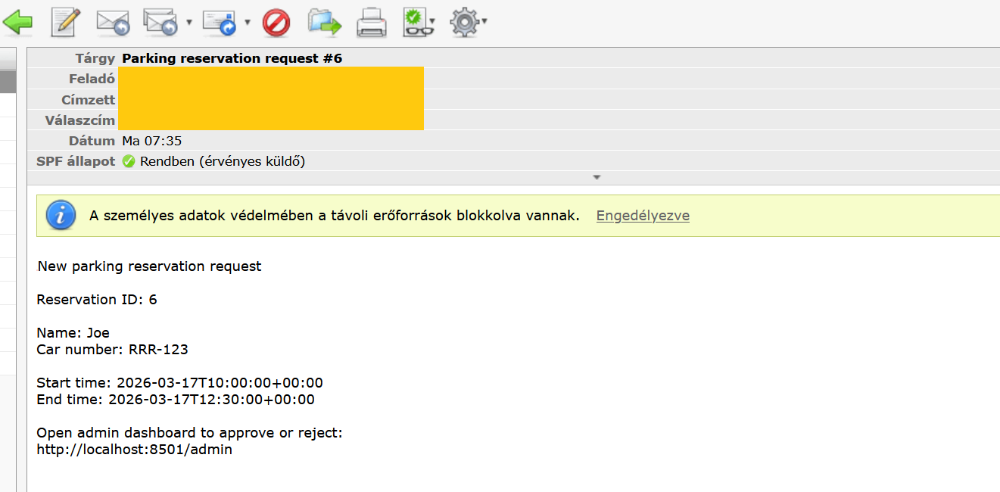 Tárgy Parking reservation request #6
Feladó
Címzett
Válaszcím
Dátum Ma 07:35
SPF állapot Rendben (érvényes küldő)
A személyes adatok védelmében a távoli erőforrások blokkolva vannak. Engedélyezve
New parking reservation request
Reservation ID: 6
Name: Joe
Car number: RRR-123
Start time: 2026-03-17T10:00:00+00:00
End time: 2026-03-17T12:30:00+00:00
Open admin dashboard to approve or reject:
http://localhost:8501/admin